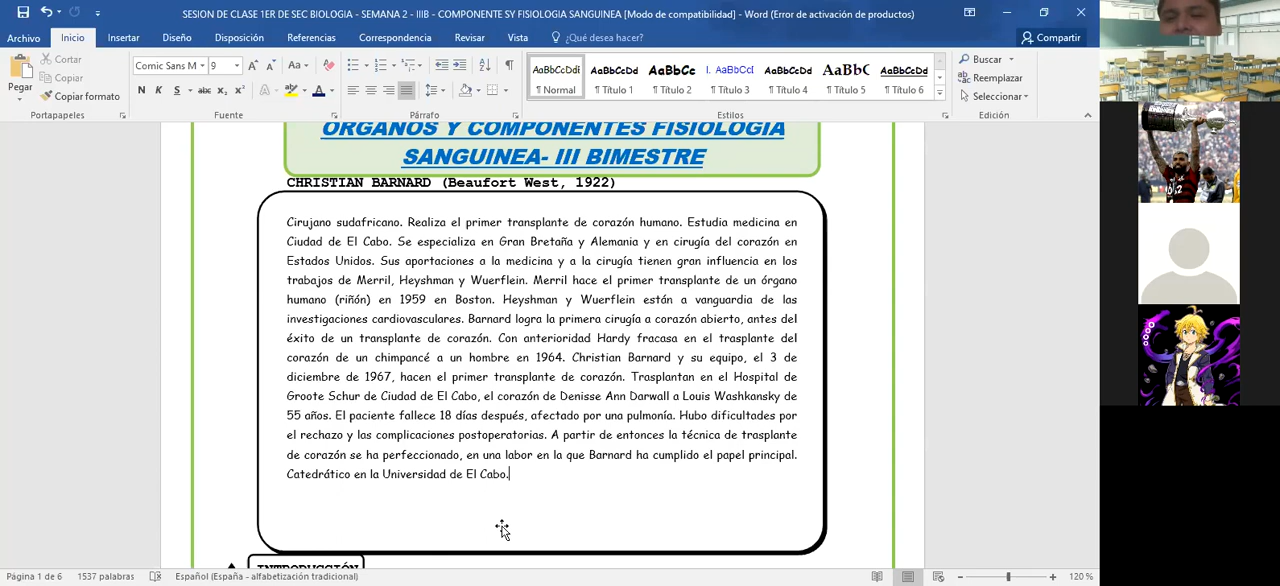 SESION DE CLASE 1ER DE SEC BIOLOGIA - SEMANA 2 - IIIB - COMPONENTE SY FISIOLOGIA SANGUINEA [Modo de compatibilidad] - Word (Error de activación de productos)
Archivo Inicio Insertar Diseño Disposición Referencias Correspondencia Revisar Vista ¿Qué desea hacer? Compartir
Pegar
Cortar
Copiar
Copiar formato
Portapapeles
Comic Sans M 9
Fuente
Párrafo
AaBbCcDdI AaBbCcDd AaBbCc I. AaBbCcI AaBbCcDd AaBbC AaBbCcDd
¶ Normal ¶ Título 1 ¶ Título 2 ¶ Título 3 ¶ Título 4 ¶ Título 5 ¶ Título 6
Estilos
Buscar
Reemplazar
Seleccionar
Edición
ÓRGANOS Y COMPONENTES FISIOLOGIA
SANGUINEA- III BIMESTRE
CHRISTIAN BARNARD (Beaufort West, 1922)
Cirujano sudafricano. Realiza el primer transplante de corazón humano. Estudia medicina en
Ciudad de El Cabo. Se especializa en Gran Bretaña y Alemania y en cirugía del corazón en
Estados Unidos. Sus aportaciones a la medicina y a la cirugía tienen gran influencia en los
trabajos de Merril, Heyshman y Wuerflein. Merril hace el primer transplante de un órgano
humano (riñón) en 1959 en Boston. Heyshman y Wuerflein están a vanguardia de las
investigaciones cardiovasculares. Barnard logra la primera cirugía a corazón abierto, antes del
éxito de un transplante de corazón. Con anterioridad Hardy fracasa en el trasplante del
corazón de un chimpancé a un hombre en 1964. Christian Barnard y su equipo, el 3 de
diciembre de 1967, hacen el primer transplante de corazón. Trasplantan en el Hospital de
Groote Schur de Ciudad de El Cabo, el corazón de Denisse Ann Darwall a Louis Washkansky de
55 años. El paciente fallece 18 días después, afectado por una pulmonía. Hubo dificultades por
el rechazo y las complicaciones postoperatorias. A partir de entonces la técnica de trasplante
de corazón se ha perfeccionado, en una labor en la que Barnard ha cumplido el papel principal.
Catedrático en la Universidad de El Cabo.
INTRODUCCIÓN
Página 1 de 6 1537 palabras Español (España - alfabetización tradicional) 120 %